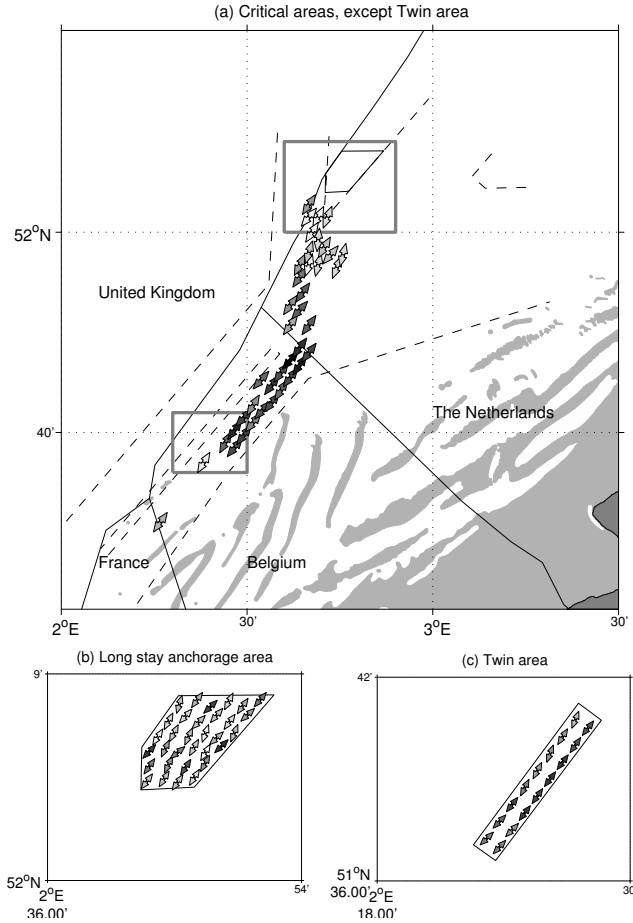 (a) Critical areas, except Twin area
52°N
United Kingdom
The Netherlands
40'
France
Belgium
2°E
30'
3°E
30'
(b) Long stay anchorage area
9'
52°N
36.00'
2°E
54'
(c) Twin area
42'
51°N
36.00'
2°E
18.00'
30